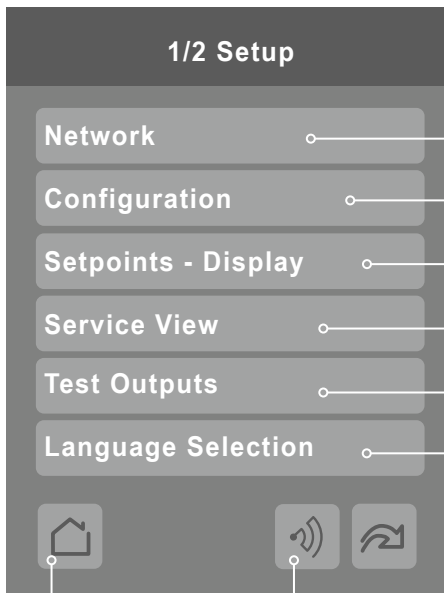 1/2 Setup
Network
Configuration
Setpoints - Display
Service View
Test Outputs
Language Selection